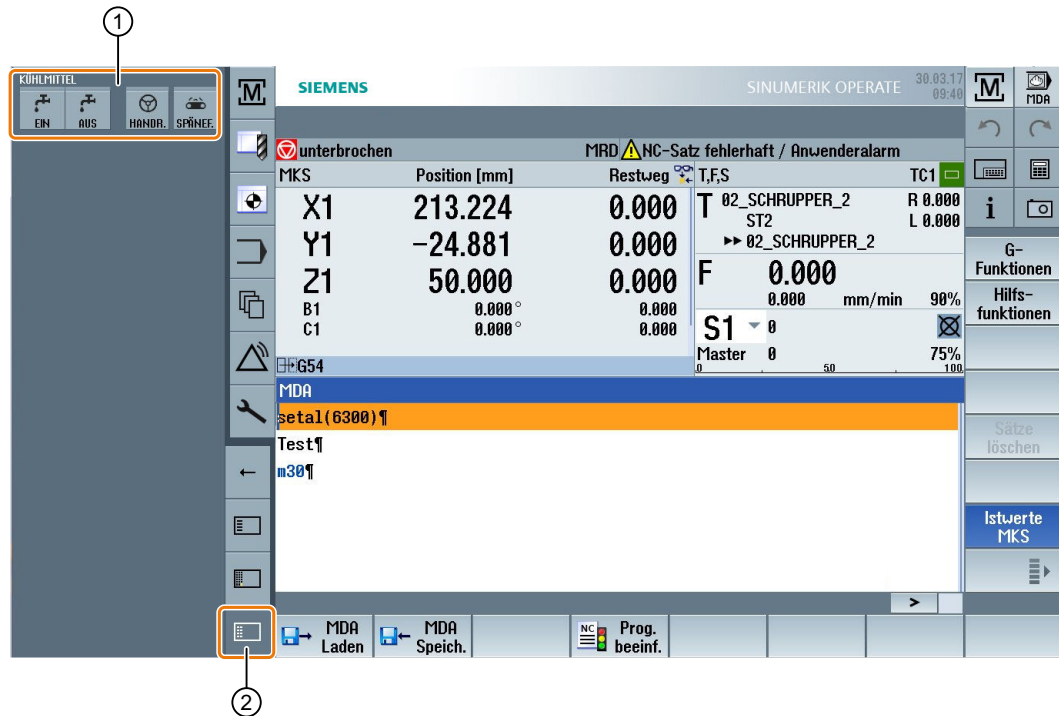 1
KÜHLMITTEL
EIN AUS HANDR. SPÄNEF.
SIEMENS
SINUMERIK OPERATE
30.03.17
09:40
M
M
MDA
unterbrochen
MRD NC-Satz fehlerhaft / Anwenderalarm
MKS Position [mm] Restweg
X1 213.224 0.000
Y1 -24.881 0.000
Z1 50.000 0.000
B1 0.000° 0.000
C1 0.000° 0.000
G54
T,F,S TC1
T 02_SCHRUPPER_2 R 0.000
ST2 L 0.000
02_SCHRUPPER_2
F 0.000
0.000 mm/min 90%
S1 0
Master 0 75%
0 . 50 . 100
i
G-
Funktionen
Hilfs-
funktionen
Sätze
löschen
Istwerte
MKS
MDA
setal(6300)¶
Test¶
m30¶
>
MDA
Laden
MDA
Speich.
NC
Prog.
beeinf.
2